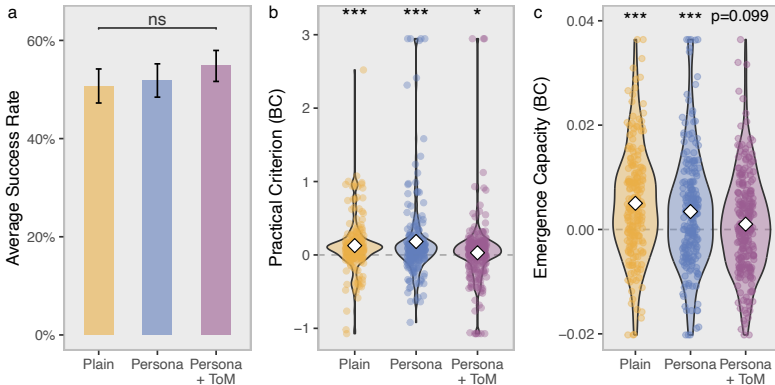 a
Average Success Rate
60%
40%
20%
0%
ns
Plain
Persona
Persona
+ ToM
b
Practical Criterion (BC)
3
2
1
0
−1
***
***
*
Plain
Persona
Persona
+ ToM
c
Emergence Capacity (BC)
0.04
0.02
0.00
−0.02
***
***
p=0.099
Plain
Persona
Persona
+ ToM